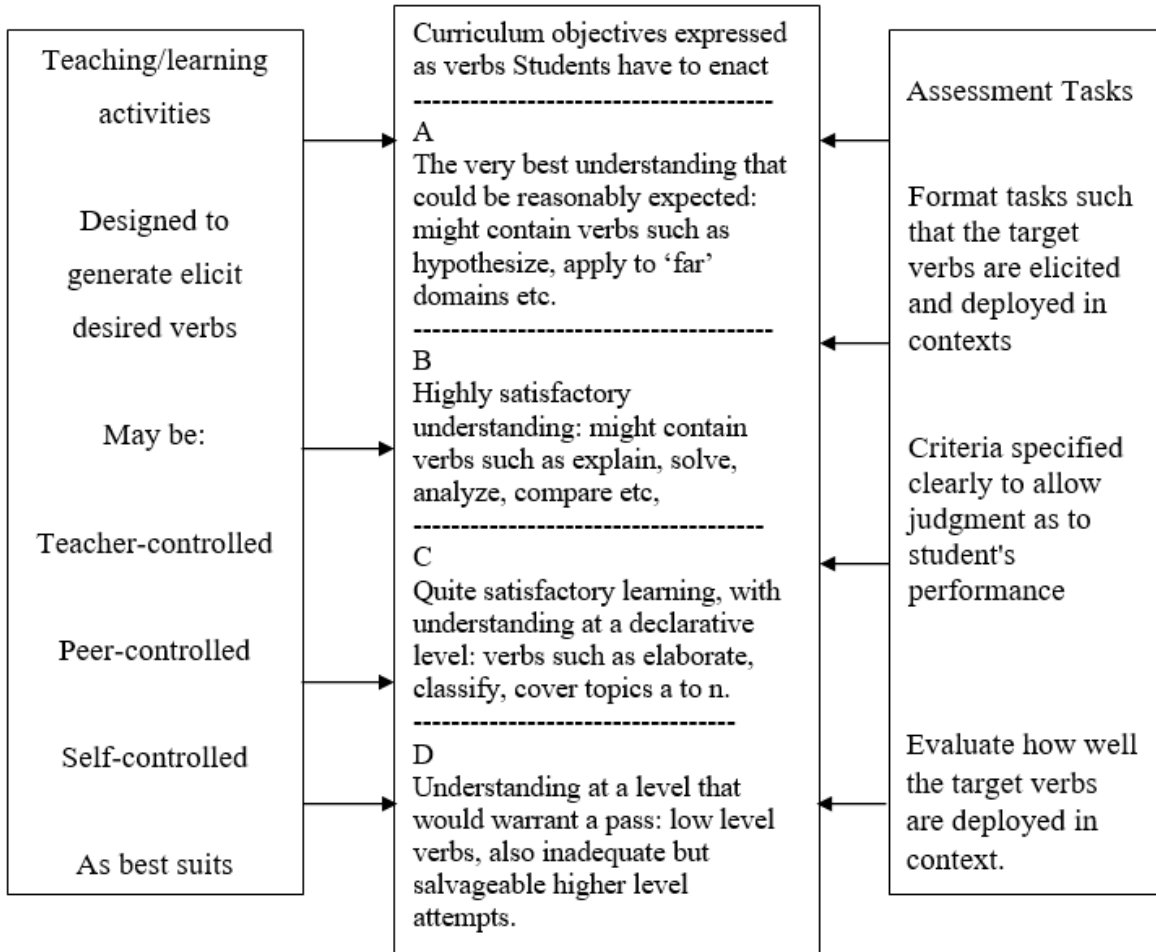 Teaching/learning
activities
Designed to
generate elicit
desired verbs
May be:
Teacher-controlled
Peer-controlled
Self-controlled
As best suits
Curriculum objectives expressed
as verbs Students have to enact
-------------------------------------
A
The very best understanding that
could be reasonably expected:
might contain verbs such as
hypothesize, apply to ‘far’
domains etc.
-------------------------------------
B
Highly satisfactory
understanding: might contain
verbs such as explain, solve,
analyze, compare etc,
------------------------------------
C
Quite satisfactory learning, with
understanding at a declarative
level: verbs such as elaborate,
classify, cover topics a to n.
---------------------------------
D
Understanding at a level that
would warrant a pass: low level
verbs, also inadequate but
salvageable higher level
attempts.
Assessment Tasks
Format tasks such
that the target
verbs are elicited
and deployed in
contexts
Criteria specified
clearly to allow
judgment as to
student's
performance
Evaluate how well
the target verbs
are deployed in
context.